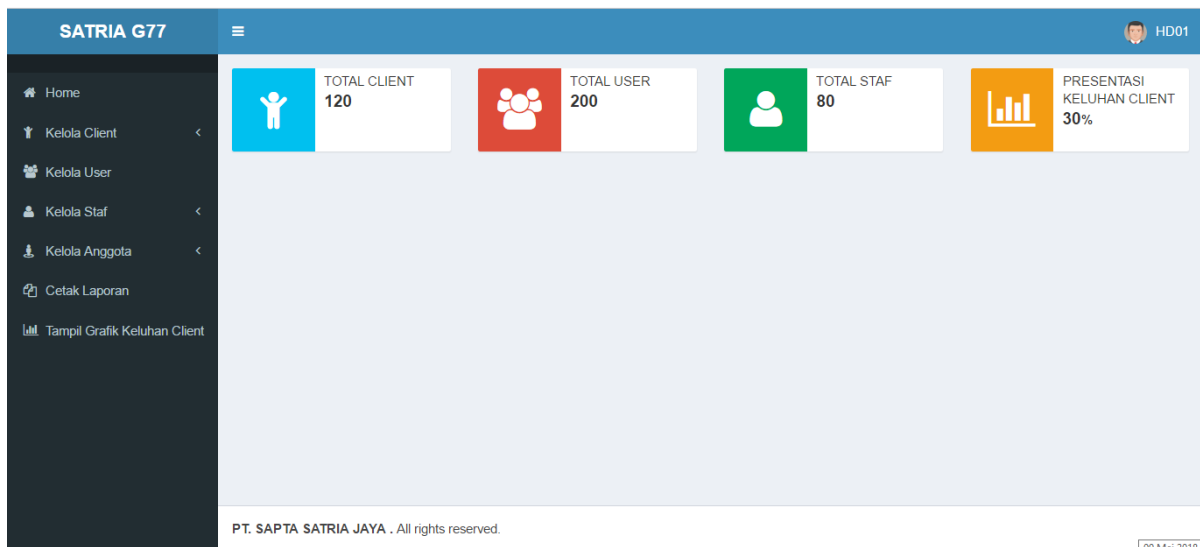 SATRIA G77
HD01
Home
Kelola Client
Kelola User
Kelola Staf
Kelola Anggota
Cetak Laporan
Tampil Grafik Keluhan Client
TOTAL CLIENT
120
TOTAL USER
200
TOTAL STAF
80
PRESENTASI
KELUHAN CLIENT
30%
PT. SAPTA SATRIA JAYA . All rights reserved.